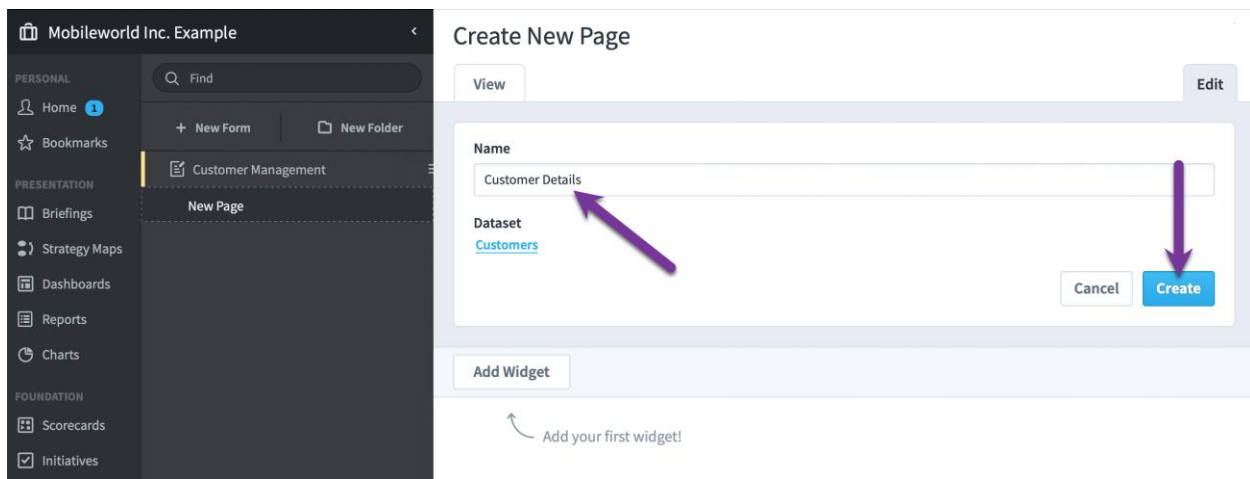 Mobileworld Inc. Example
PERSONAL
Home 1
Bookmarks
PRESENTATION
Briefings
Strategy Maps
Dashboards
Reports
Charts
FOUNDATION
Scorecards
Initiatives
Find
+ New Form
New Folder
Customer Management
New Page
Create New Page
View
Edit
Name
Customer Details
Dataset
Customers
Cancel
Create
Add Widget
Add your first widget!